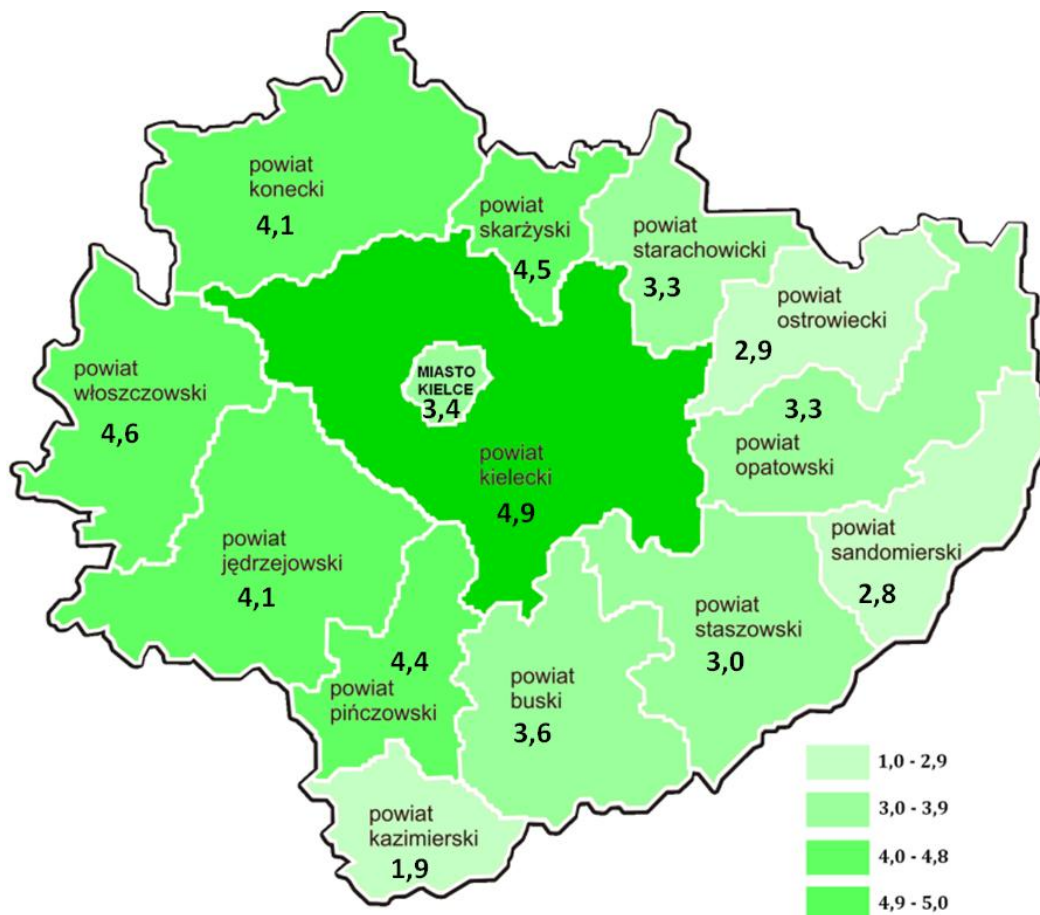 powiat
konecki
4,1
powiat
skarżyski
4,5
powiat
starachowicki
3,3
powiat
ostrowiecki
2,9
powiat
włoszczowski
4,6
MIASTO
KIELCE
3,4
3,3
powiat
opatowski
powiat
kielecki
4,9
powiat
sandomierski
2,8
powiat
jędrzejowski
4,1
powiat
staszowski
3,0
4,4
powiat
pińczowski
powiat
buski
3,6
powiat
kazimierski
1,9
1,0 - 2,9
3,0 - 3,9
4,0 - 4,8
4,9 - 5,0